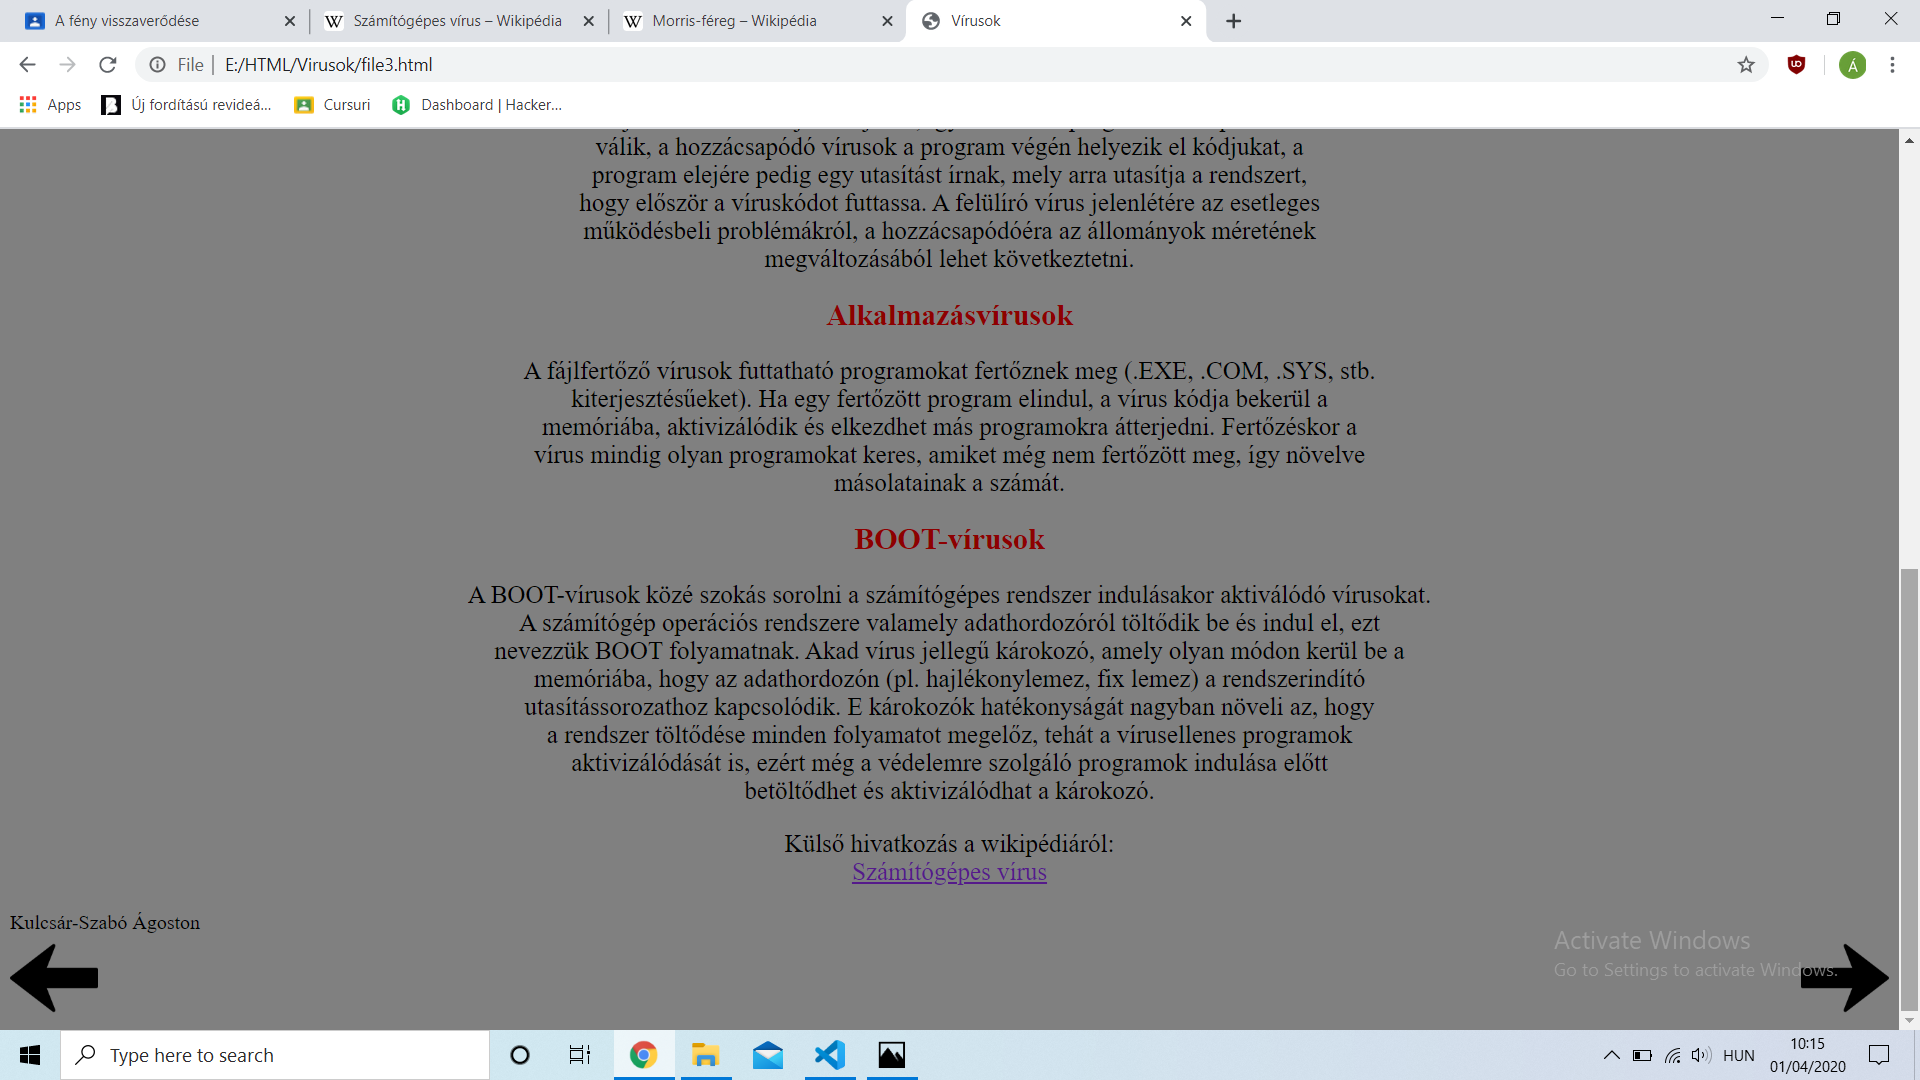 A fény visszaverődése
Számítógépes vírus – Wikipédia
Morris-féreg – Wikipédia
Vírusok
File
E:/HTML/Virusok/file3.html
Apps
Új fordítású revideá...
Cursuri
Dashboard | Hacker...
válik, a hozzácsapódó vírusok a program végén helyezik el kódjukat, a
program elejére pedig egy utasítást írnak, mely arra utasítja a rendszert,
hogy először a víruskódot futtassa. A felülíró vírus jelenlétére az esetleges
működésbeli problémákról, a hozzácsapódóéra az állományok méretének
megváltozásából lehet következtetni.
Alkalmazásvírusok
A fájlfertőző vírusok futtatható programokat fertőznek meg (.EXE, .COM, .SYS, stb.
kiterjesztésűeket). Ha egy fertőzött program elindul, a vírus kódja bekerül a
memóriába, aktivizálódik és elkezdhet más programokra átterjedni. Fertőzéskor a
vírus mindig olyan programokat keres, amiket még nem fertőzött meg, így növelve
másolatainak a számát.
BOOT-vírusok
A BOOT-vírusok közé szokás sorolni a számítógépes rendszer indulásakor aktiválódó vírusokat.
A számítógép operációs rendszere valamely adathordozóról töltődik be és indul el, ezt
nevezzük BOOT folyamatnak. Akad vírus jellegű károkozó, amely olyan módon kerül be a
memóriába, hogy az adathordozón (pl. hajlékonylemez, fix lemez) a rendszerindító
utasítássorozathoz kapcsolódik. E károkozók hatékonyságát nagyban növeli az, hogy
a rendszer töltődése minden folyamatot megelőz, tehát a vírusellenes programok
aktivizálódását is, ezért még a védelemre szolgáló programok indulása előtt
betöltődhet és aktivizálódhat a károkozó.
Külső hivatkozás a wikipédiáról:
Számítógépes vírus
Kulcsár-Szabó Ágoston
Activate Windows
Go to Settings to activate Windows.
Type here to search
HUN
10:15
01/04/2020